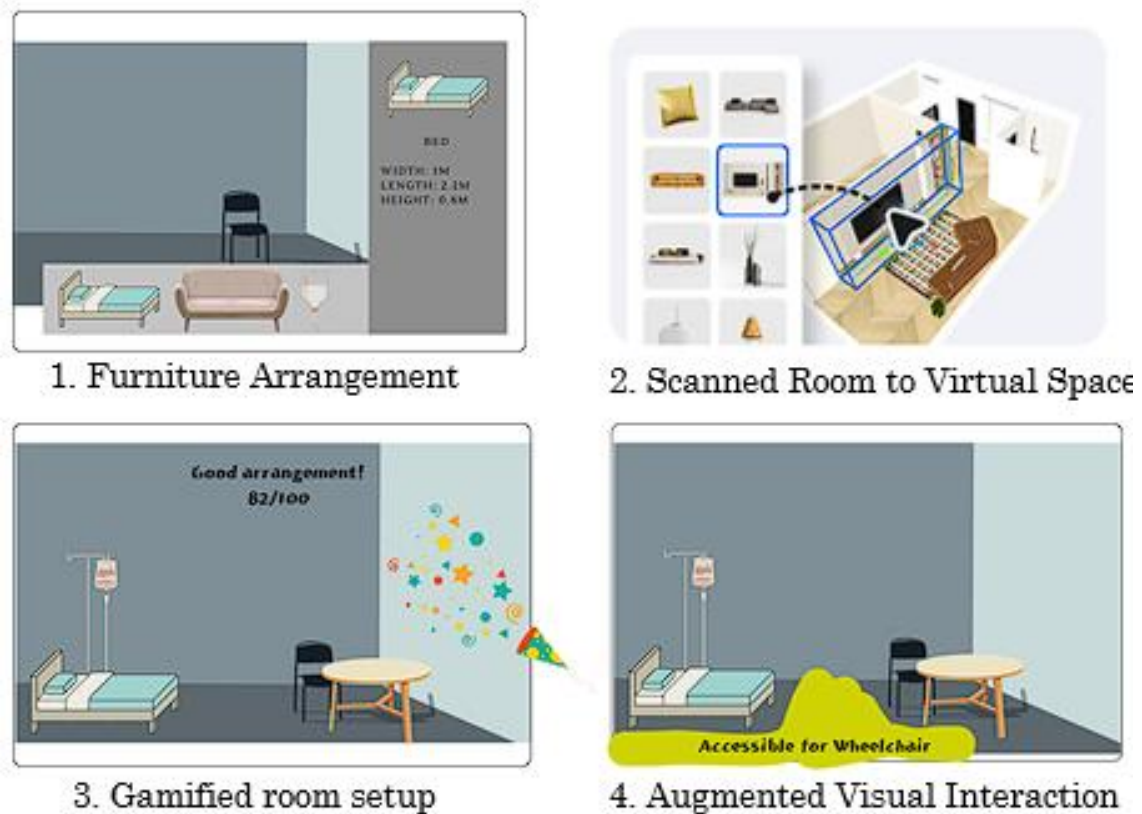 BED
WIDTH: 1M
LENGTH: 2.2M
HEIGHT: 0.8M
1. Furniture Arrangement
2. Scanned Room to Virtual Space
Good arrangement!
82/100
3. Gamified room setup
Accessible for Wheelchair
4. Augmented Visual Interaction